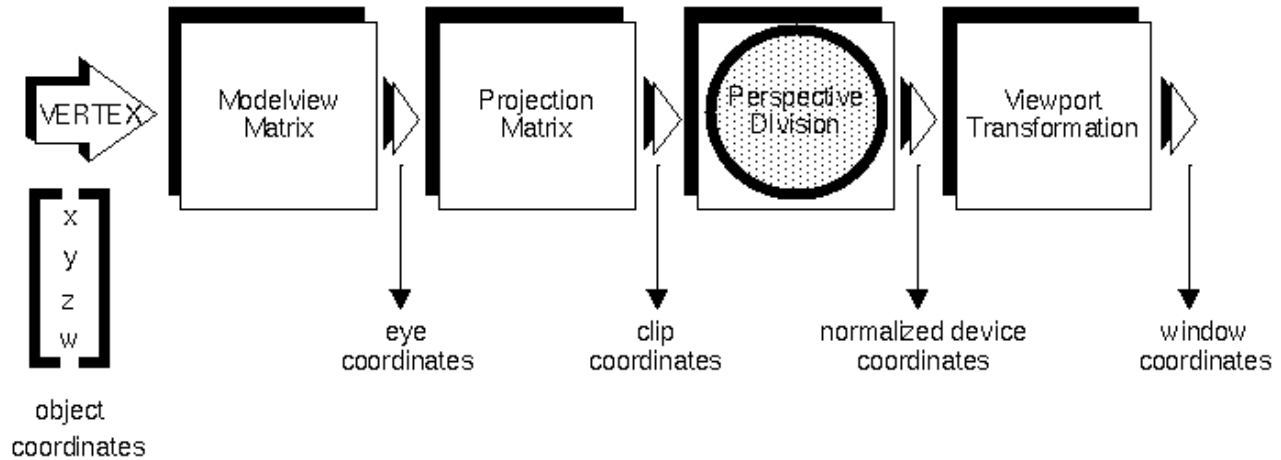 VERTEX
Modelview
Matrix
Projection
Matrix
Perspective
DIvision
Viewport
Transformation
x
y
z
w
object
coordinates
eye
coordinates
clip
coordinates
normalized device
coordinates
window
coordinates